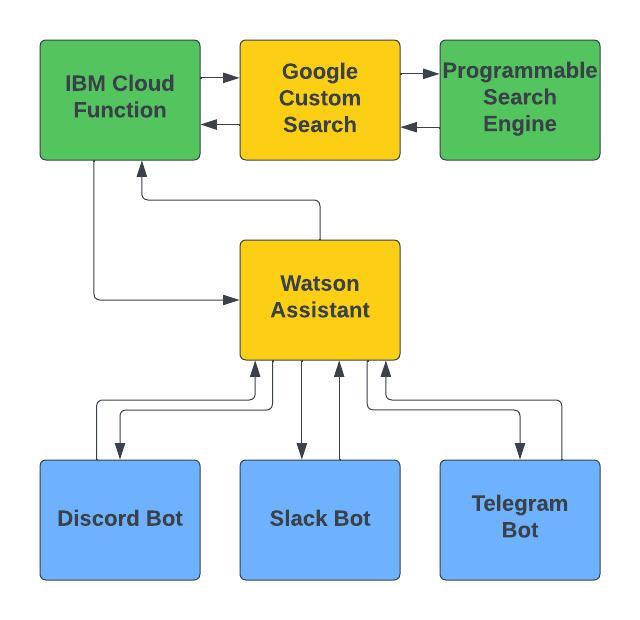 IBM Cloud
Function
Google
Custom
Search
Programmable
Search
Engine
Watson
Assistant
Discord Bot
Slack Bot
Telegram
Bot